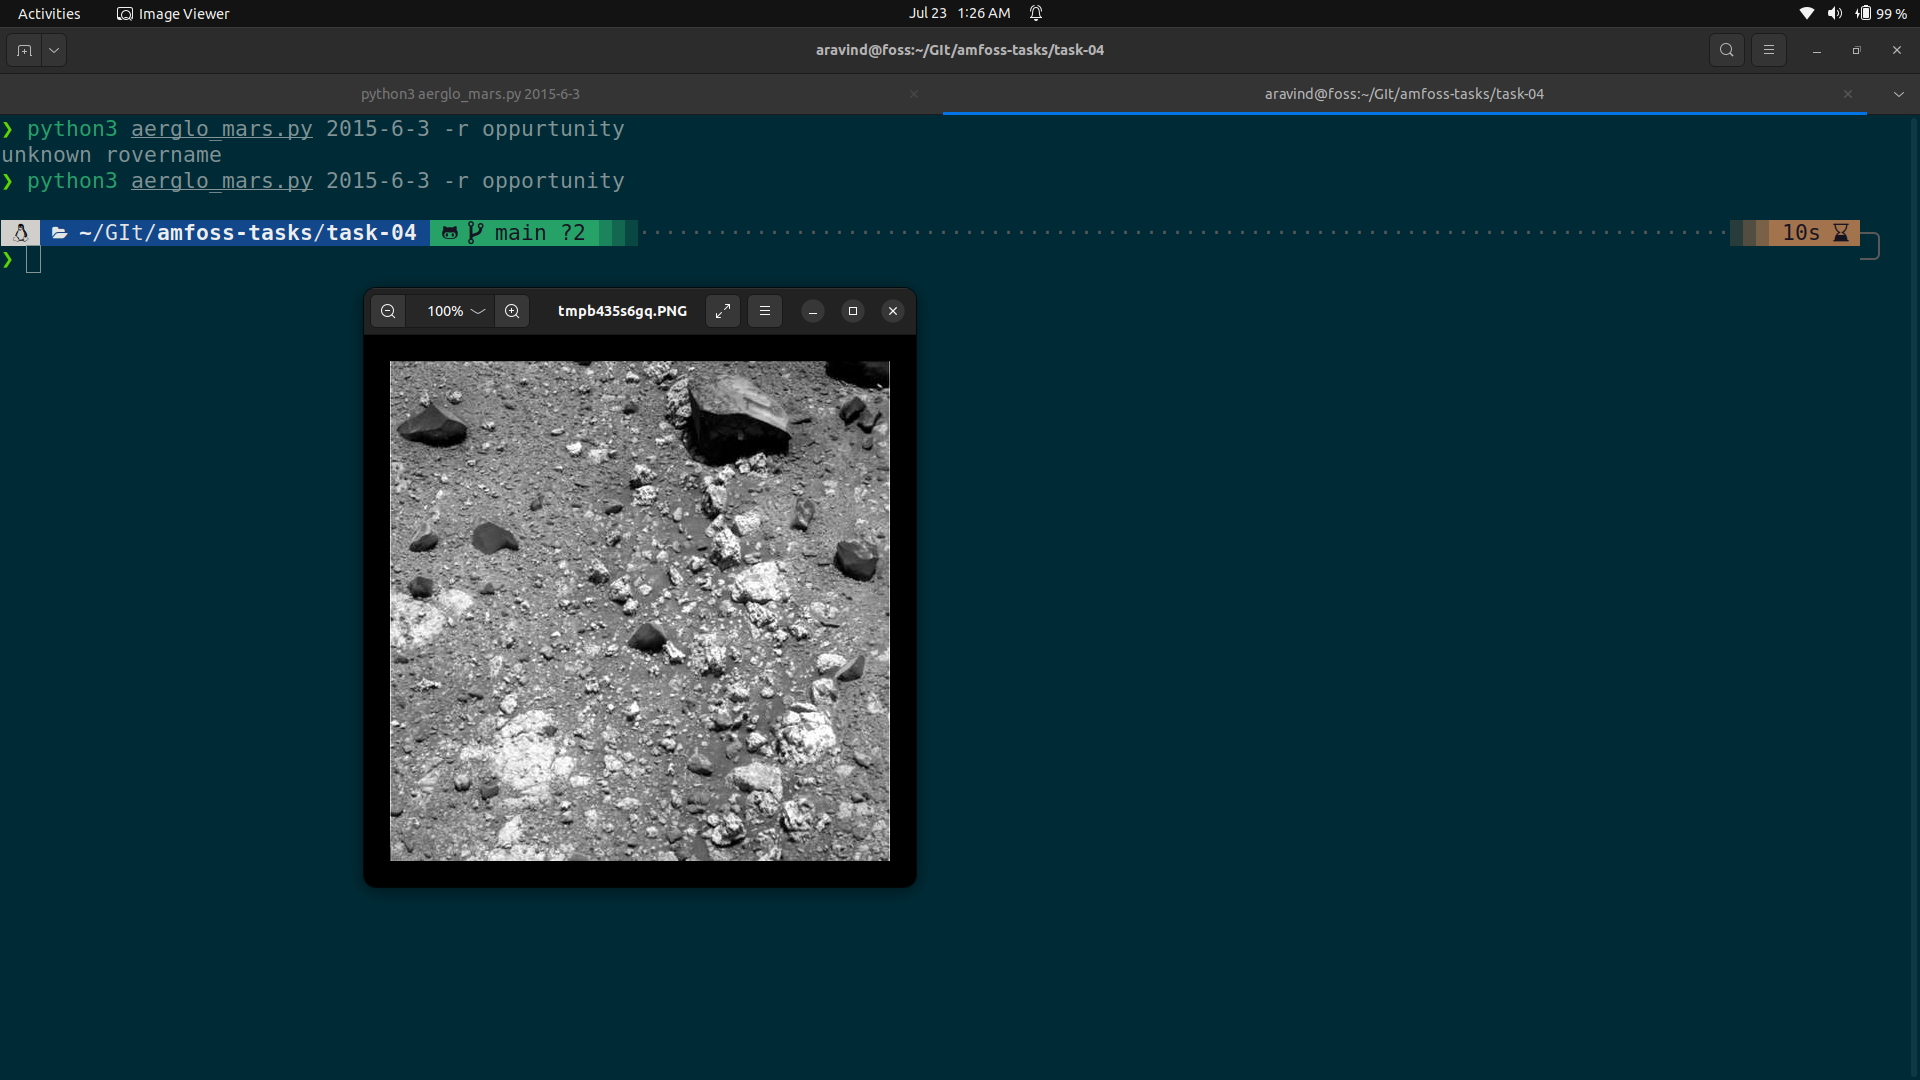 Activities Image Viewer Jul 23 1:26 AM 99 %
aravind@foss:~/GIt/amfoss-tasks/task-04
python3 aerglo_mars.py 2015-6-3 aravind@foss:~/GIt/amfoss-tasks/task-04
❯ python3 aerglo_mars.py 2015-6-3 -r oppurtunity
unknown rovername
❯ python3 aerglo_mars.py 2015-6-3 -r opportunity
~/GIt/amfoss-tasks/task-04 main ?2 10s
❯
100% tmpb435s6gq.PNG